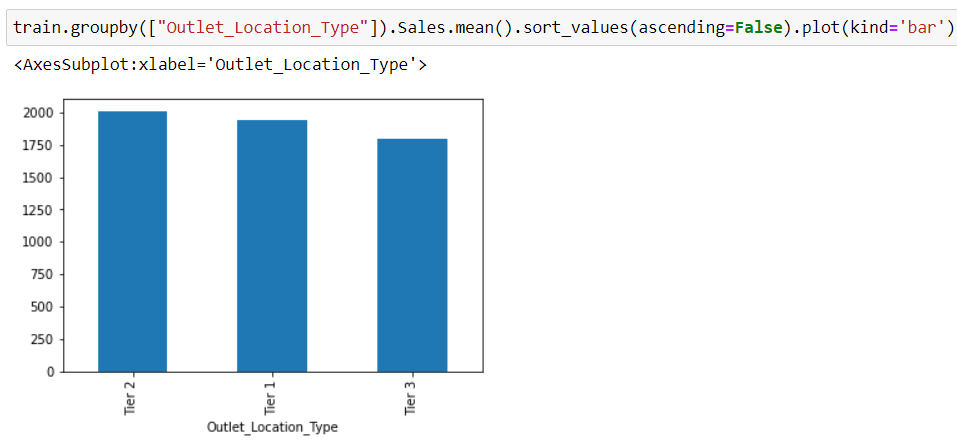 train.groupby(["Outlet_Location_Type"]).Sales.mean().sort_values(ascending=False).plot(kind='bar')
<AxesSubplot:xlabel='Outlet_Location_Type'>
2000
1750
1500
1250
1000
750
500
250
0
Tier 2
Tier 1
Tier 3
Outlet_Location_Type